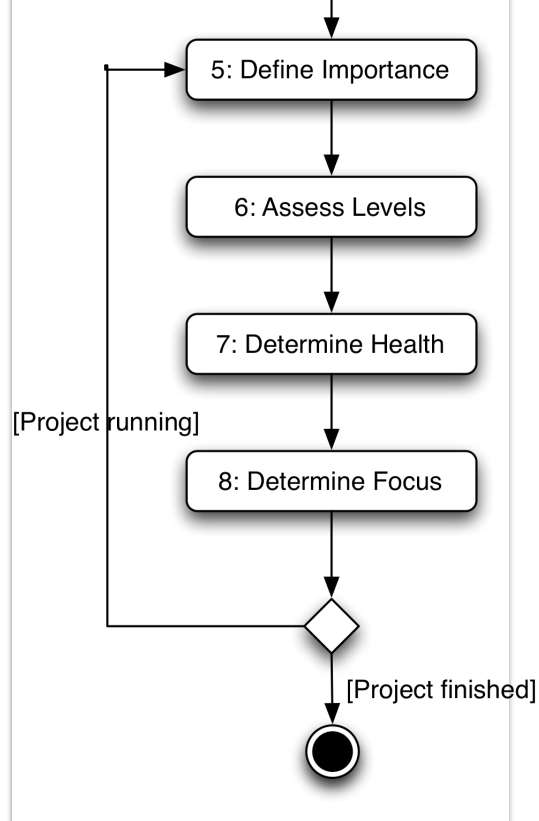 5: Define Importance
6: Assess Levels
7: Determine Health
[Project running]
8: Determine Focus
[Project finished]